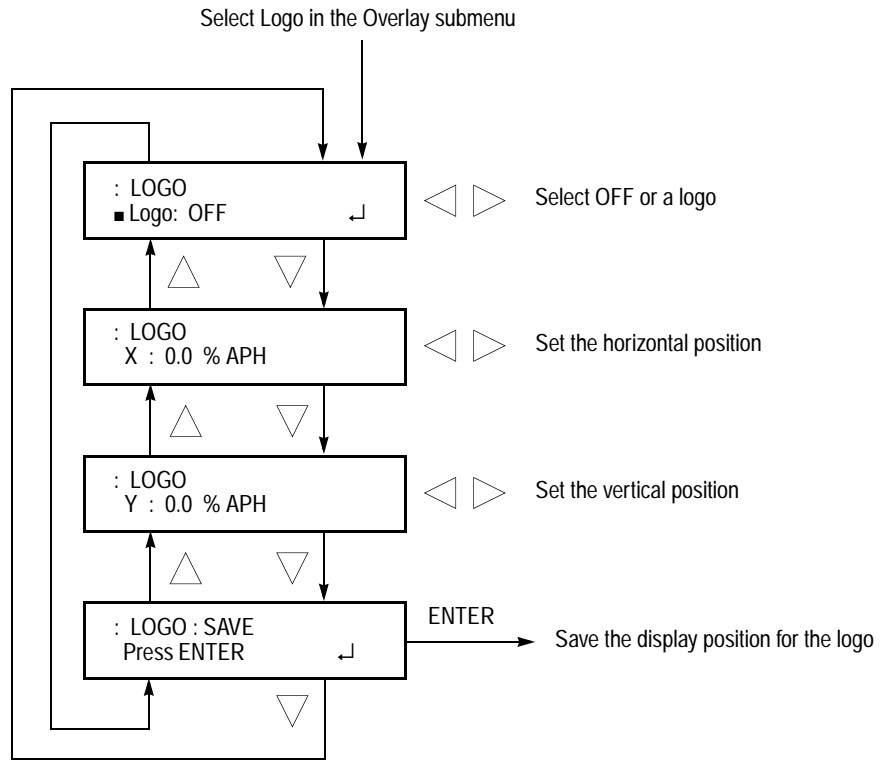 Select Logo in the Overlay submenu
: LOGO
■ Logo: OFF ↵
Select OFF or a logo
: LOGO
X : 0.0 % APH
Set the horizontal position
: LOGO
Y : 0.0 % APH
Set the vertical position
: LOGO : SAVE
Press ENTER ↵
ENTER
Save the display position for the logo